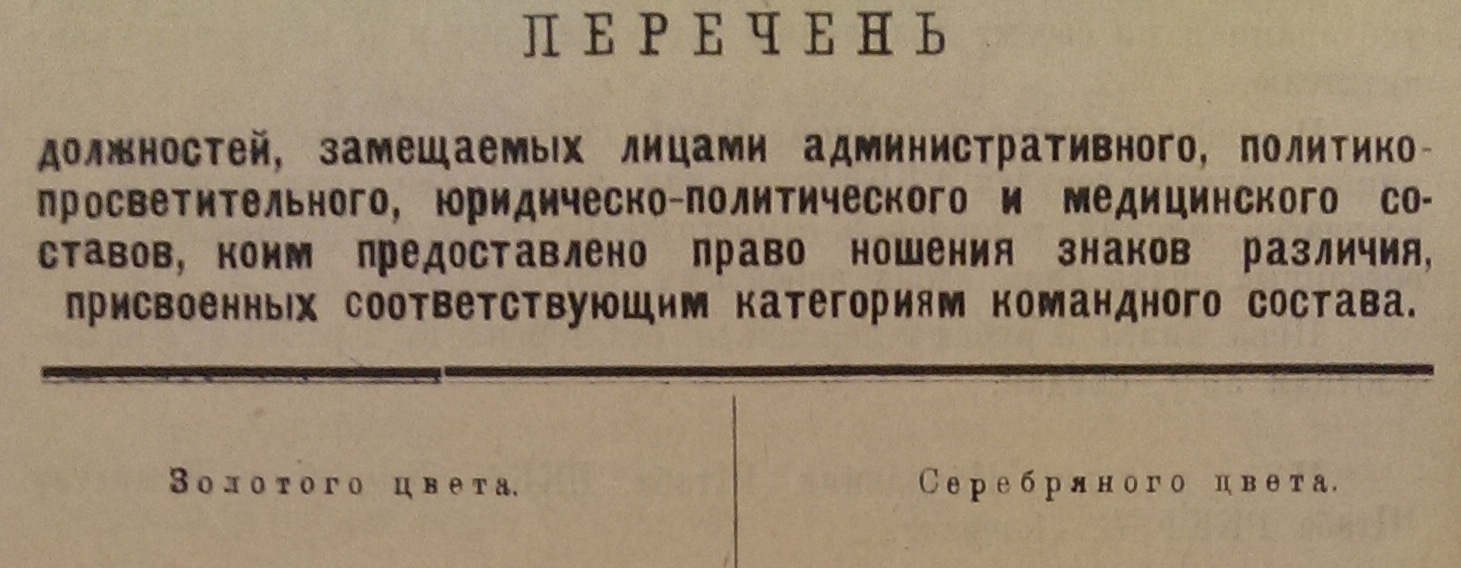 ПЕРЕЧЕНЬ
должностей, замещаемых лицами административного, политико-
просветительного, юридическо-политического и медицинского со-
ставов, коим предоставлено право ношения знаков различия,
присвоенных соответствующим категориям командного состава.
Золотого цвета.
Серебряного цвета.